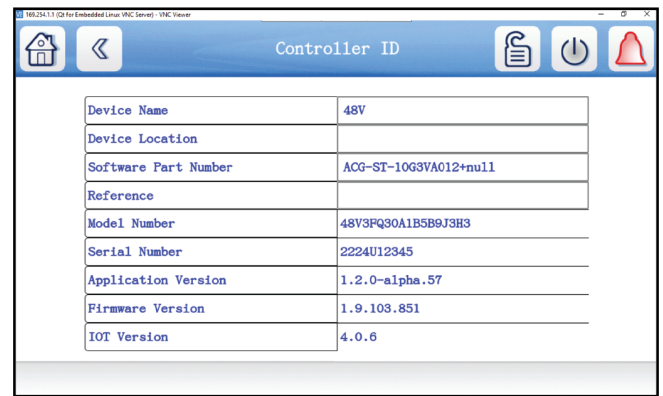 169.254.1.1 (Qt for Embedded Linux VNC Server) - VNC Viewer
Controller ID
Device Name 48V
Device Location
Software Part Number ACG-ST-10G3VA012+null
Reference
Model Number 48V3FQ30A1B5B9J3H3
Serial Number 2224U12345
Application Version 1.2.0-alpha.57
Firmware Version 1.9.103.851
IOT Version 4.0.6